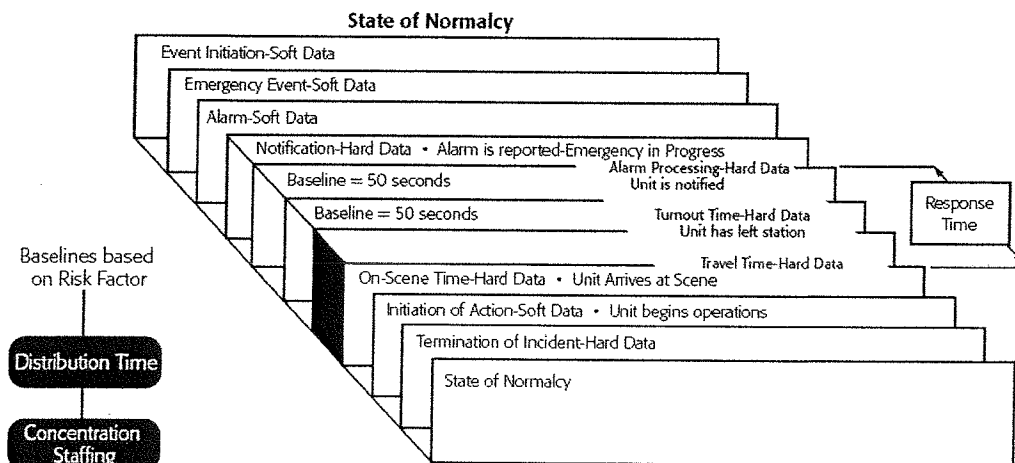 State of Normalcy
Event Initiation-Soft Data
Emergency Event-Soft Data
Alarm-Soft Data
Notification-Hard Data • Alarm is reported-Emergency in Progress
Alarm Processing-Hard Data
Baseline = 50 seconds
Unit is notified
Response
Time
Baseline = 50 seconds
Turnout Time-Hard Data
Unit has left station
Travel Time-Hard Data
Baselines based
on Risk Factor
On-Scene Time-Hard Data • Unit Arrives at Scene
Initiation of Action-Soft Data • Unit begins operations
Termination of Incident-Hard Data
State of Normalcy
Distribution Time
Concentration
Staffing